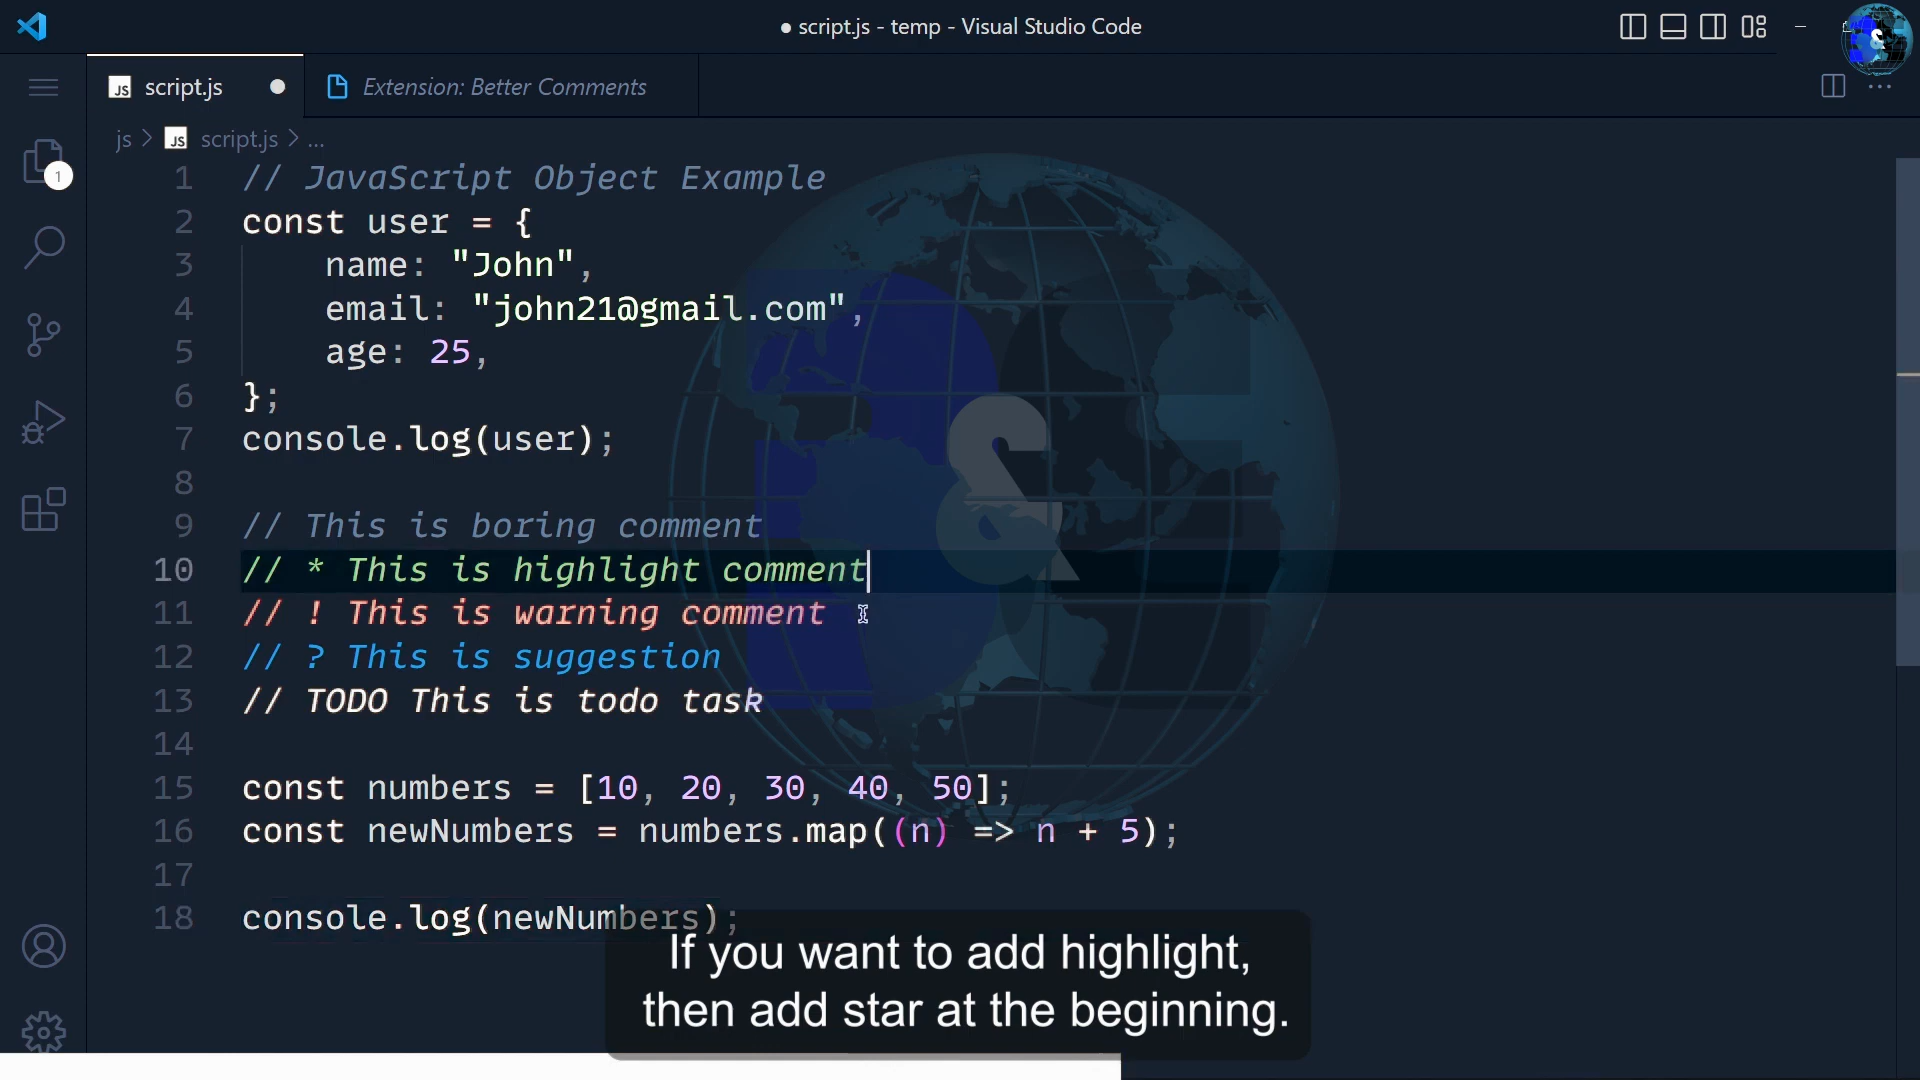 ● script.js - temp - Visual Studio Code
JS script.js ●
Extension: Better Comments
js > JS script.js > ...
1
1 // JavaScript Object Example
2 const user = {
3 name: "John",
4 email: "john21@gmail.com",
5 age: 25,
6 };
7 console.log(user);
8
9 // This is boring comment
10 // * This is highlight comment
11 // ! This is warning comment
12 // ? This is suggestion
13 // TODO This is todo task
14
15 const numbers = [10, 20, 30, 40, 50];
16 const newNumbers = numbers.map((n) => n + 5);
17
18 console.log(newNumbers);
&
If you want to add highlight,
then add star at the beginning.